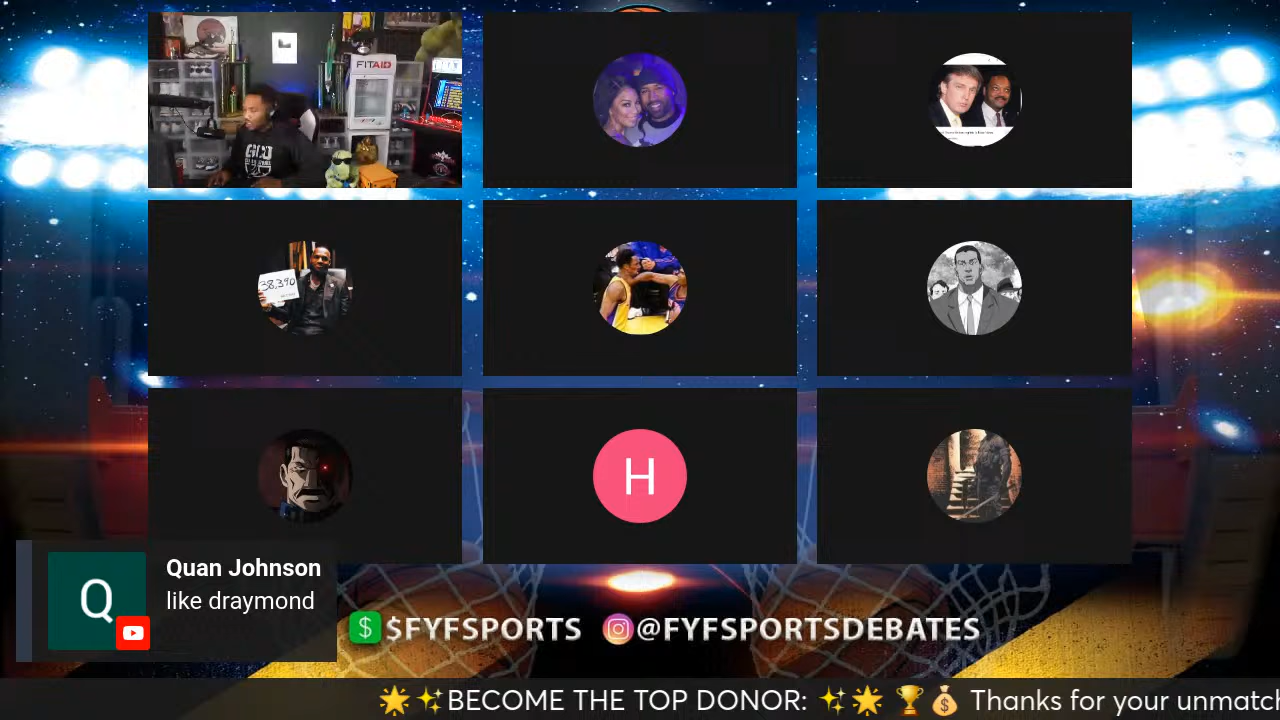 FITAID
38,390
H
Q
Quan Johnson
like draymond
$ $FYFSPORTS
@FYFSPORTSDEBATES
🌟✨BECOME THE TOP DONOR: ✨🌟 🏆💰 Thanks for your unmatch